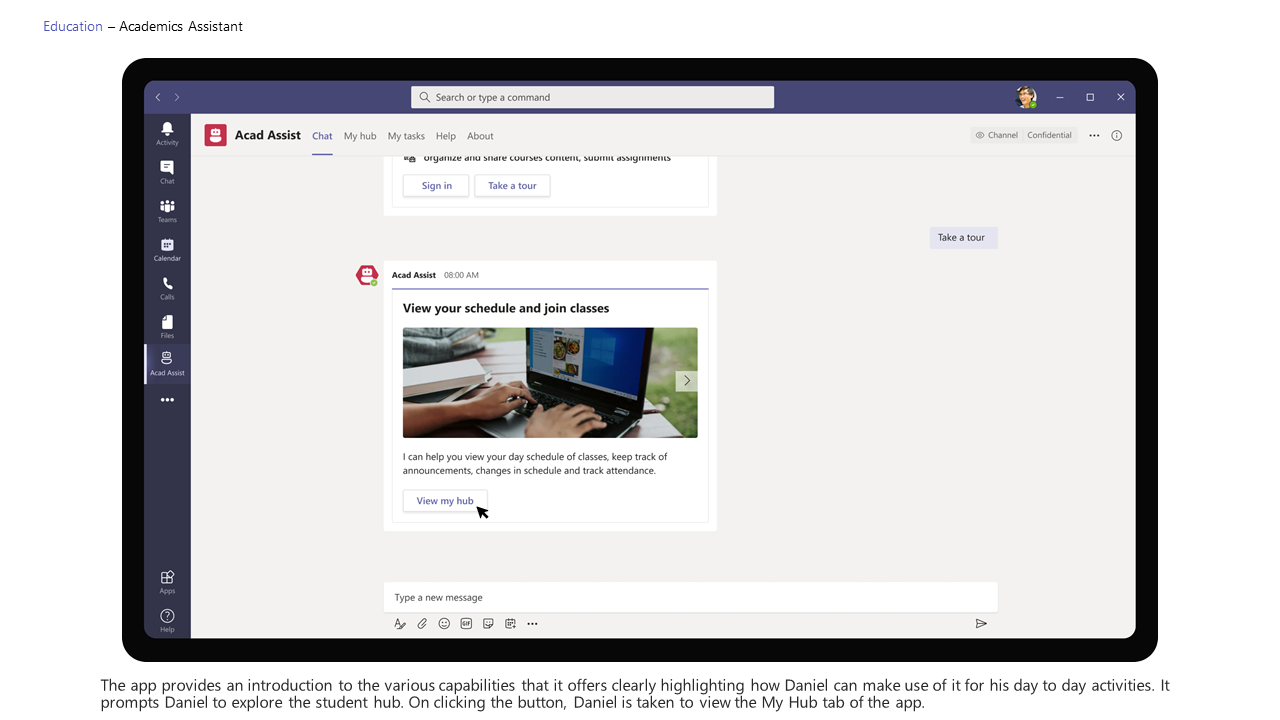 Education – Academics Assistant
Search or type a command
Acad Assist Chat My hub My tasks Help About Channel Confidential
Activity
Chat
Teams
Calendar
Calls
Files
Acad Assist
Apps
Help
organize and share courses content, submit assignments
Sign in Take a tour
Take a tour
Acad Assist 08:00 AM
View your schedule and join classes
I can help you view your day schedule of classes, keep track of
announcements, changes in schedule and track attendance.
View my hub
Type a new message
GIF
The app provides an introduction to the various capabilities that it offers clearly highlighting how Daniel can make use of it for his day to day activities. It
prompts Daniel to explore the student hub. On clicking the button, Daniel is taken to view the My Hub tab of the app.